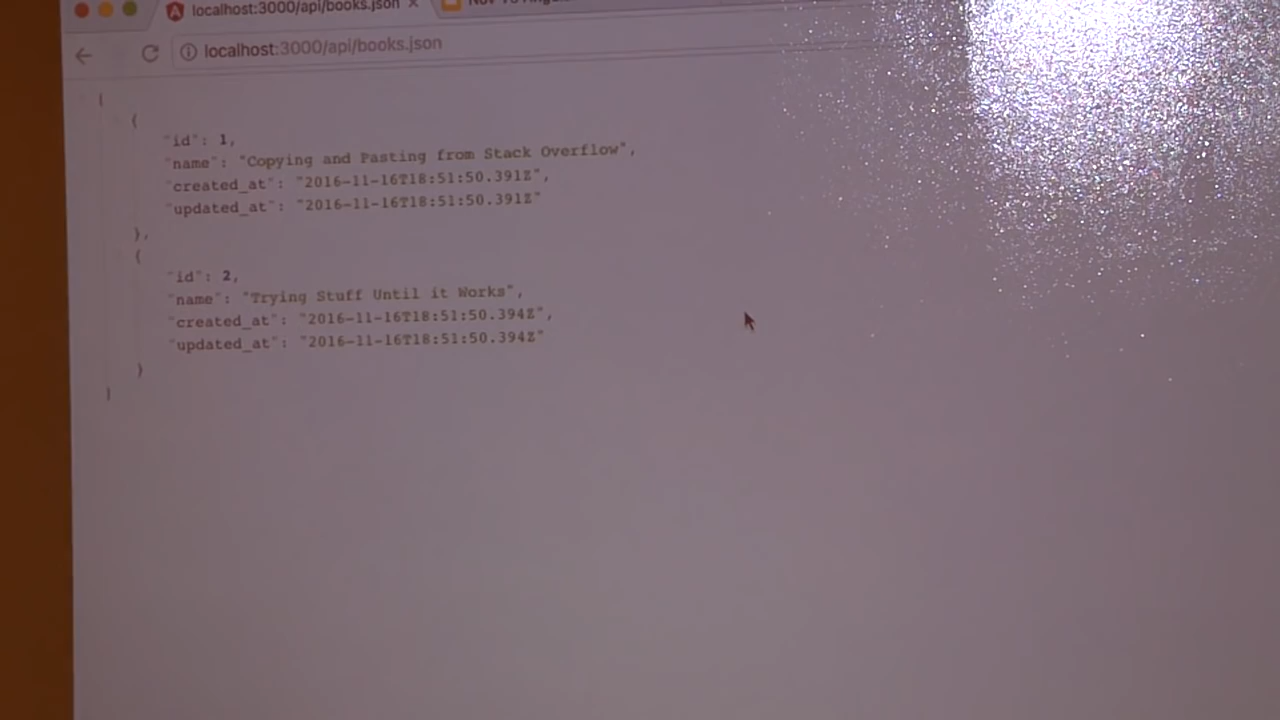 localhost:3000/api/books.json ×
localhost:3000/api/books.json
[
{
"id": 1,
"name": "Copying and Pasting from Stack Overflow",
"created_at": "2016-11-16T18:51:50.391Z",
"updated_at": "2016-11-16T18:51:50.391Z"
},
{
"id": 2,
"name": "Trying Stuff Until it Works",
"created_at": "2016-11-16T18:51:50.394Z",
"updated_at": "2016-11-16T18:51:50.394Z"
}
]